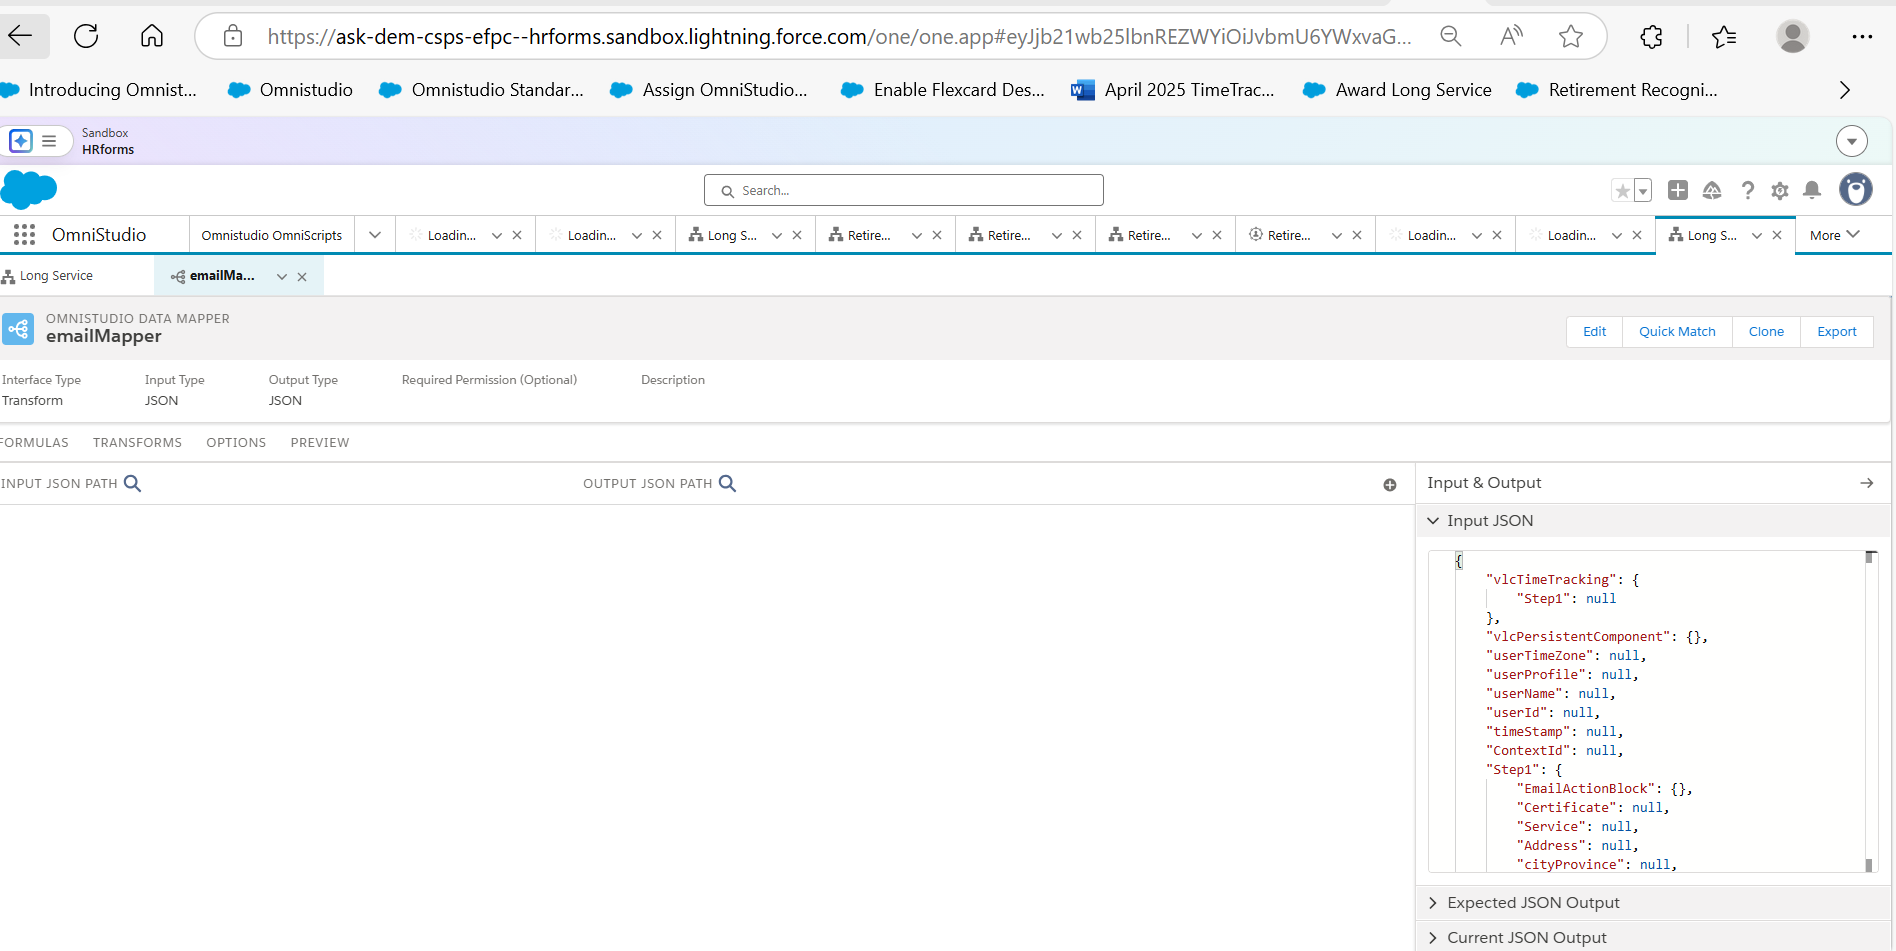 https://ask-dem-csps-efpc--hrforms.sandbox.lightning.force.com/one/one.app#eyJjb21wb25lbnREZWYiOiJvbmU6YWxvaG...
Introducing Omnist... Omnistudio Omnistudio Standar... Assign OmniStudio... Enable Flexcard Des... April 2025 TimeTrac... Award Long Service Retirement Recogni...
Sandbox
HRforms
Search...
OmniStudio Omnistudio OmniScripts Loadin... Loadin... Long S... Retire... Retire... Retire... Retire... Loadin... Loadin... Long S... More
Long Service emailMa...
OMNISTUDIO DATA MAPPER
emailMapper
Edit Quick Match Clone Export
Interface Type Input Type Output Type Required Permission (Optional) Description
Transform JSON JSON
FORMULAS TRANSFORMS OPTIONS PREVIEW
INPUT JSON PATH OUTPUT JSON PATH
Input & Output
Input JSON
{
"vlcTimeTracking": {
"Step1": null
},
"vlcPersistentComponent": {},
"userTimeZone": null,
"userProfile": null,
"userName": null,
"userId": null,
"timeStamp": null,
"ContextId": null,
"Step1": {
"EmailActionBlock": {},
"Certificate": null,
"Service": null,
"Address": null,
"cityProvince": null,
Expected JSON Output
Current JSON Output